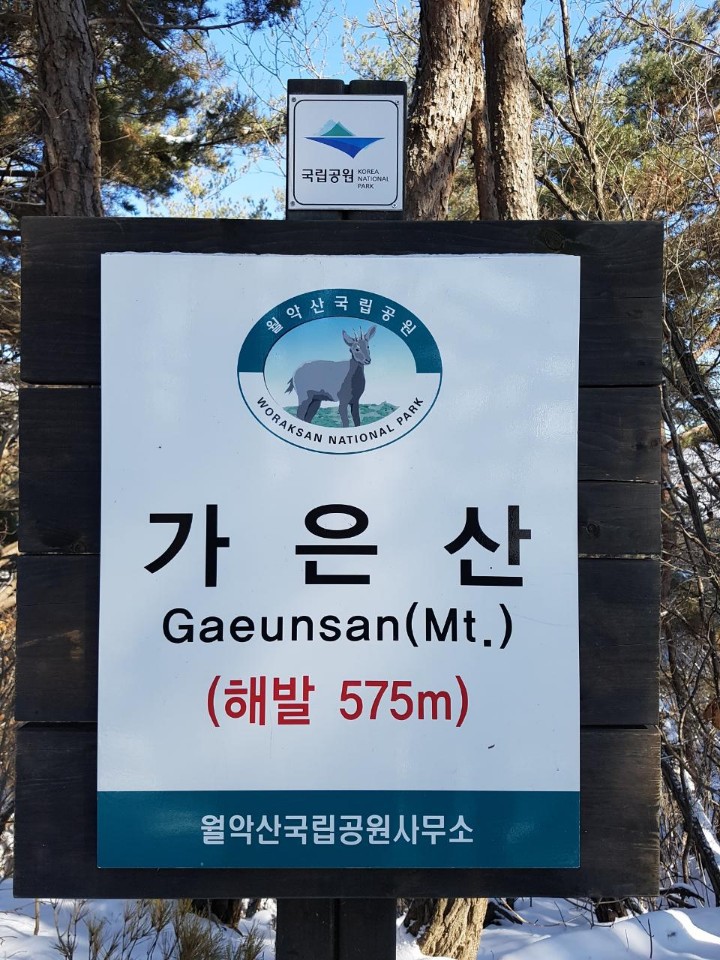 국립공원
KOREA
NATIONAL
PARK
월악산국립공원
WORAKSAN NATIONAL PARK
가 은 산
Gaeunsan(Mt.)
(해발 575m)
월악산국립공원사무소